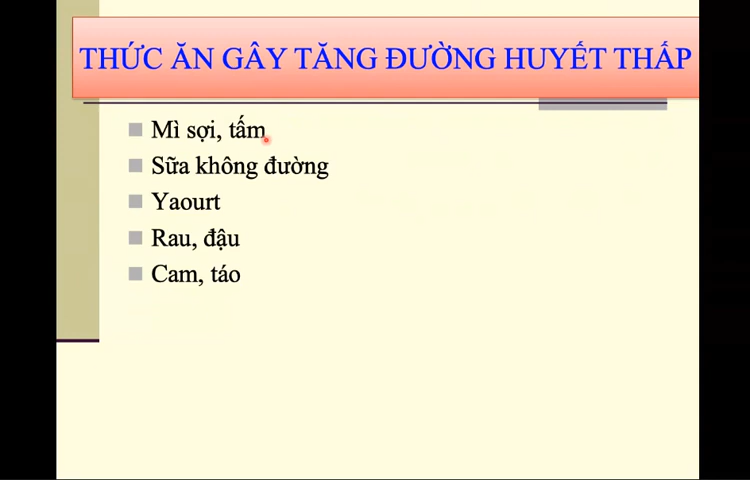 THỨC ĂN GÂY TĂNG ĐƯỜNG HUYẾT THẤP
Mì sợi, tấm
Sữa không đường
Yaourt
Rau, đậu
Cam, táo